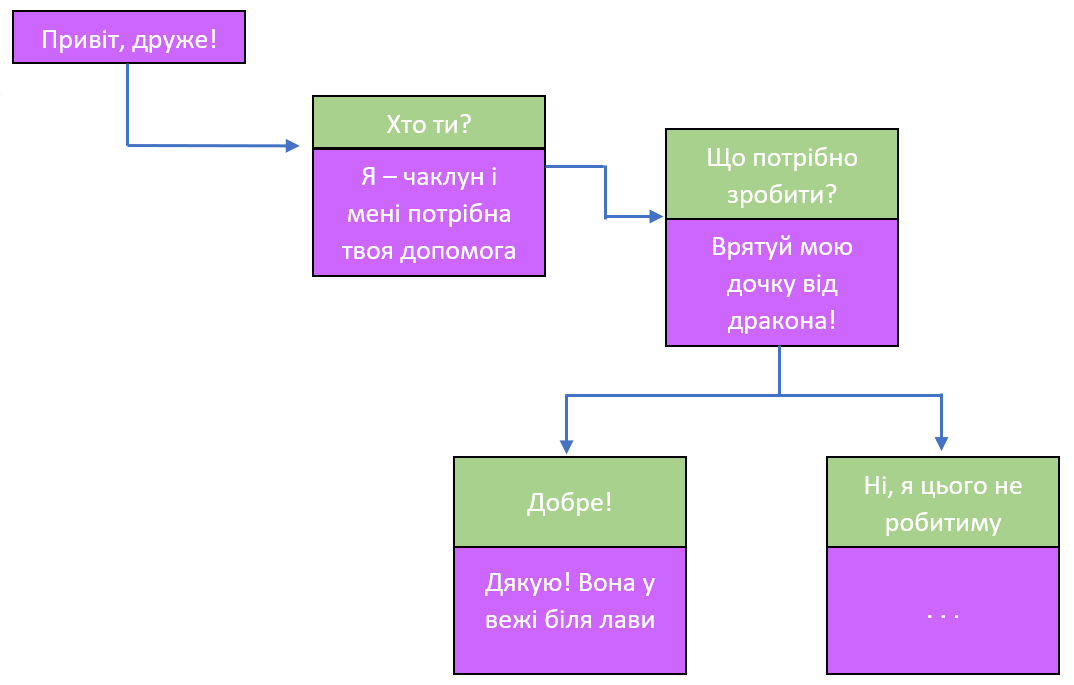 Привіт, друже!
Хто ти?
Я – чаклун і
мені потрібна
твоя допомога
Що потрібно
зробити?
Врятуй мою
дочку від
дракона!
Добре!
Дякую! Вона у
вежі біля лави
Ні, я цього не
робитиму
. . .